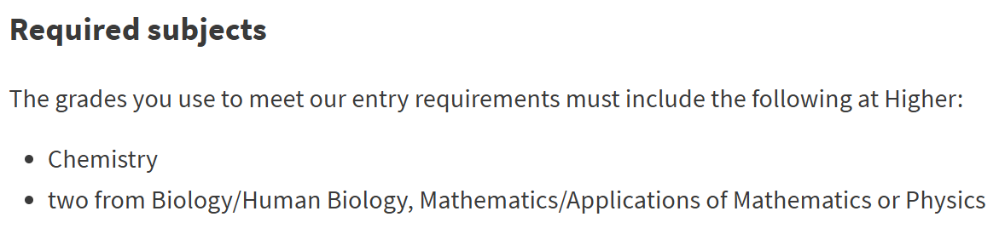 Required subjects
The grades you use to meet our entry requirements must include the following at Higher:
• Chemistry
• two from Biology/Human Biology, Mathematics/Applications of Mathematics or Physics